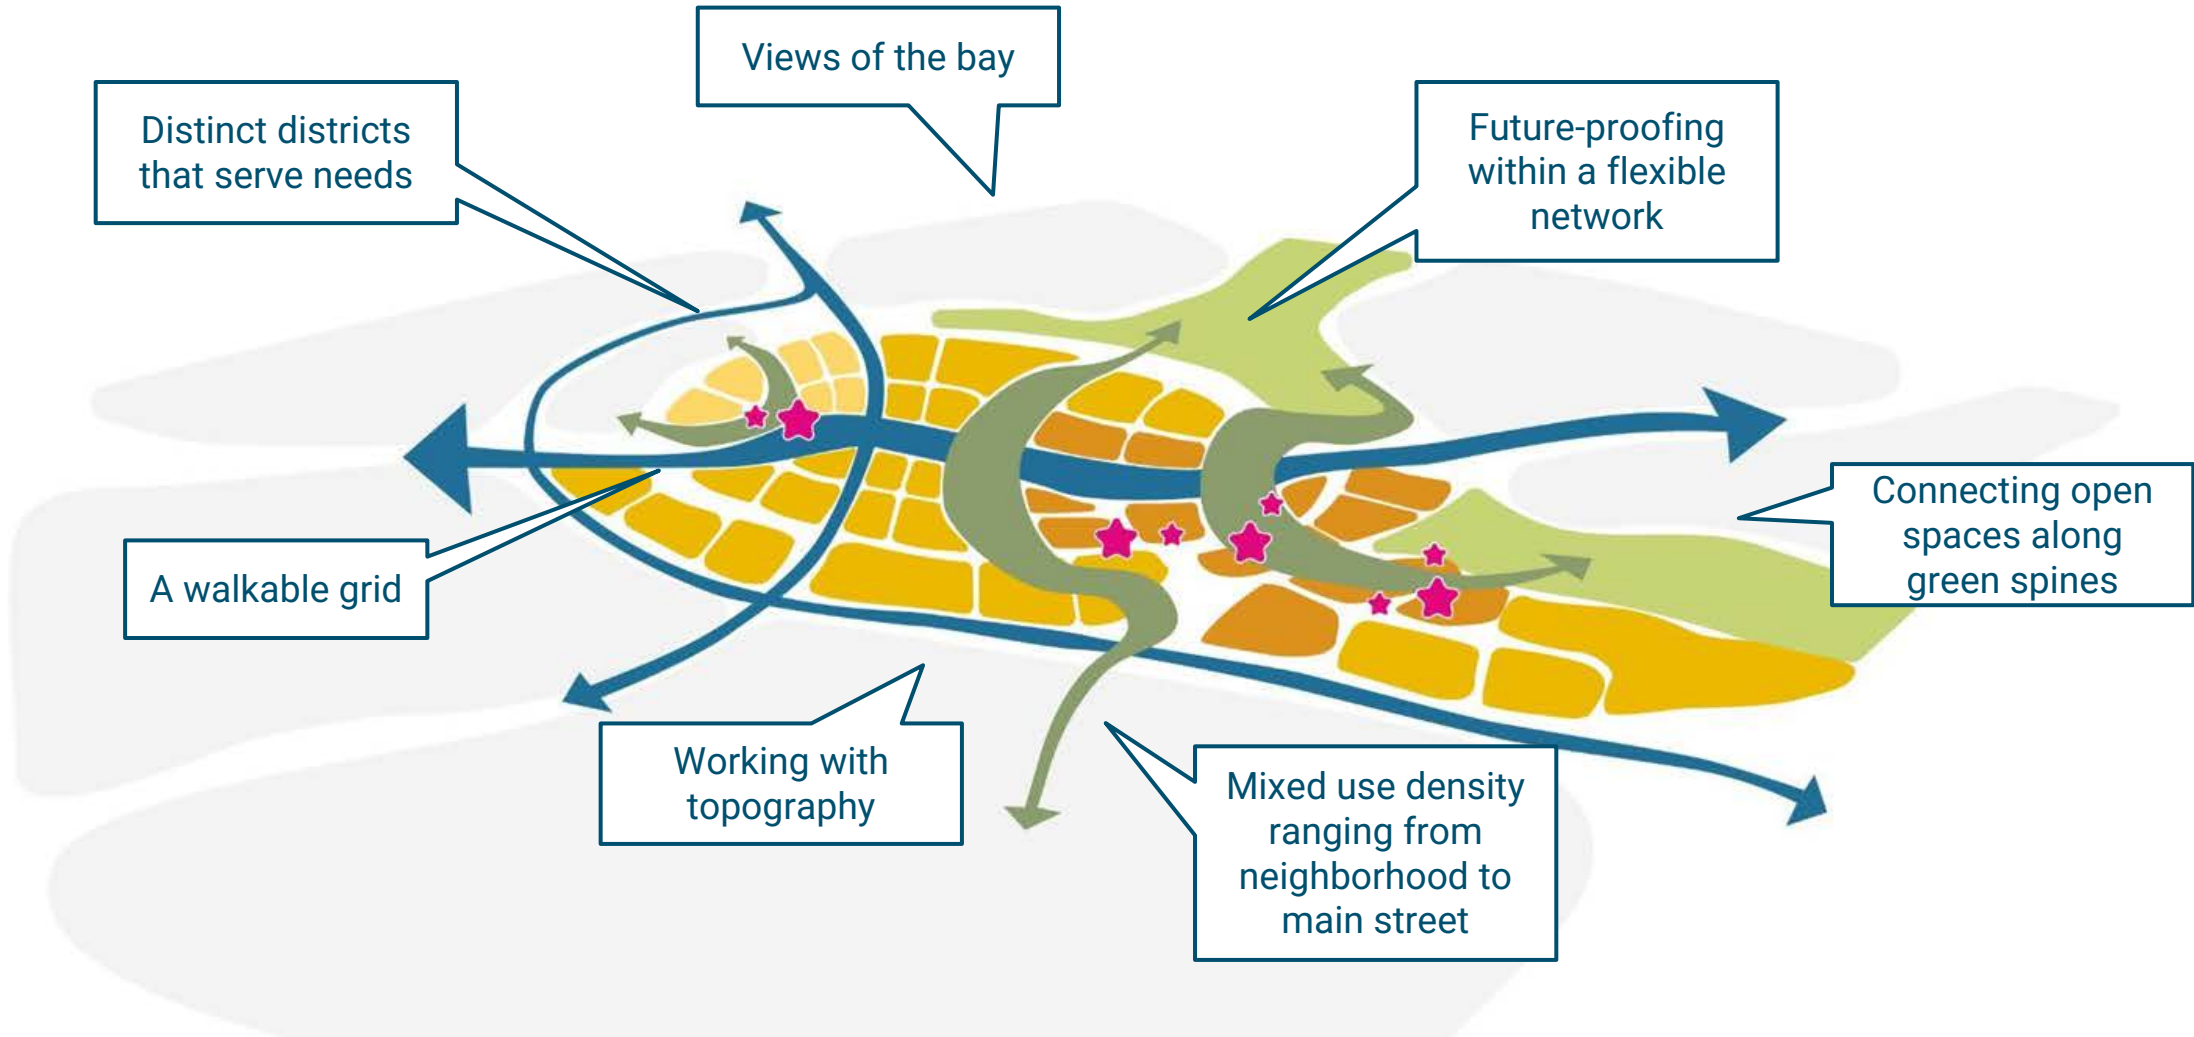 Views of the bay
Distinct districts
that serve needs
Future-proofing
within a flexible
network
Connecting open
spaces along
green spines
A walkable grid
Working with
topography
Mixed use density
ranging from
neighborhood to
main street